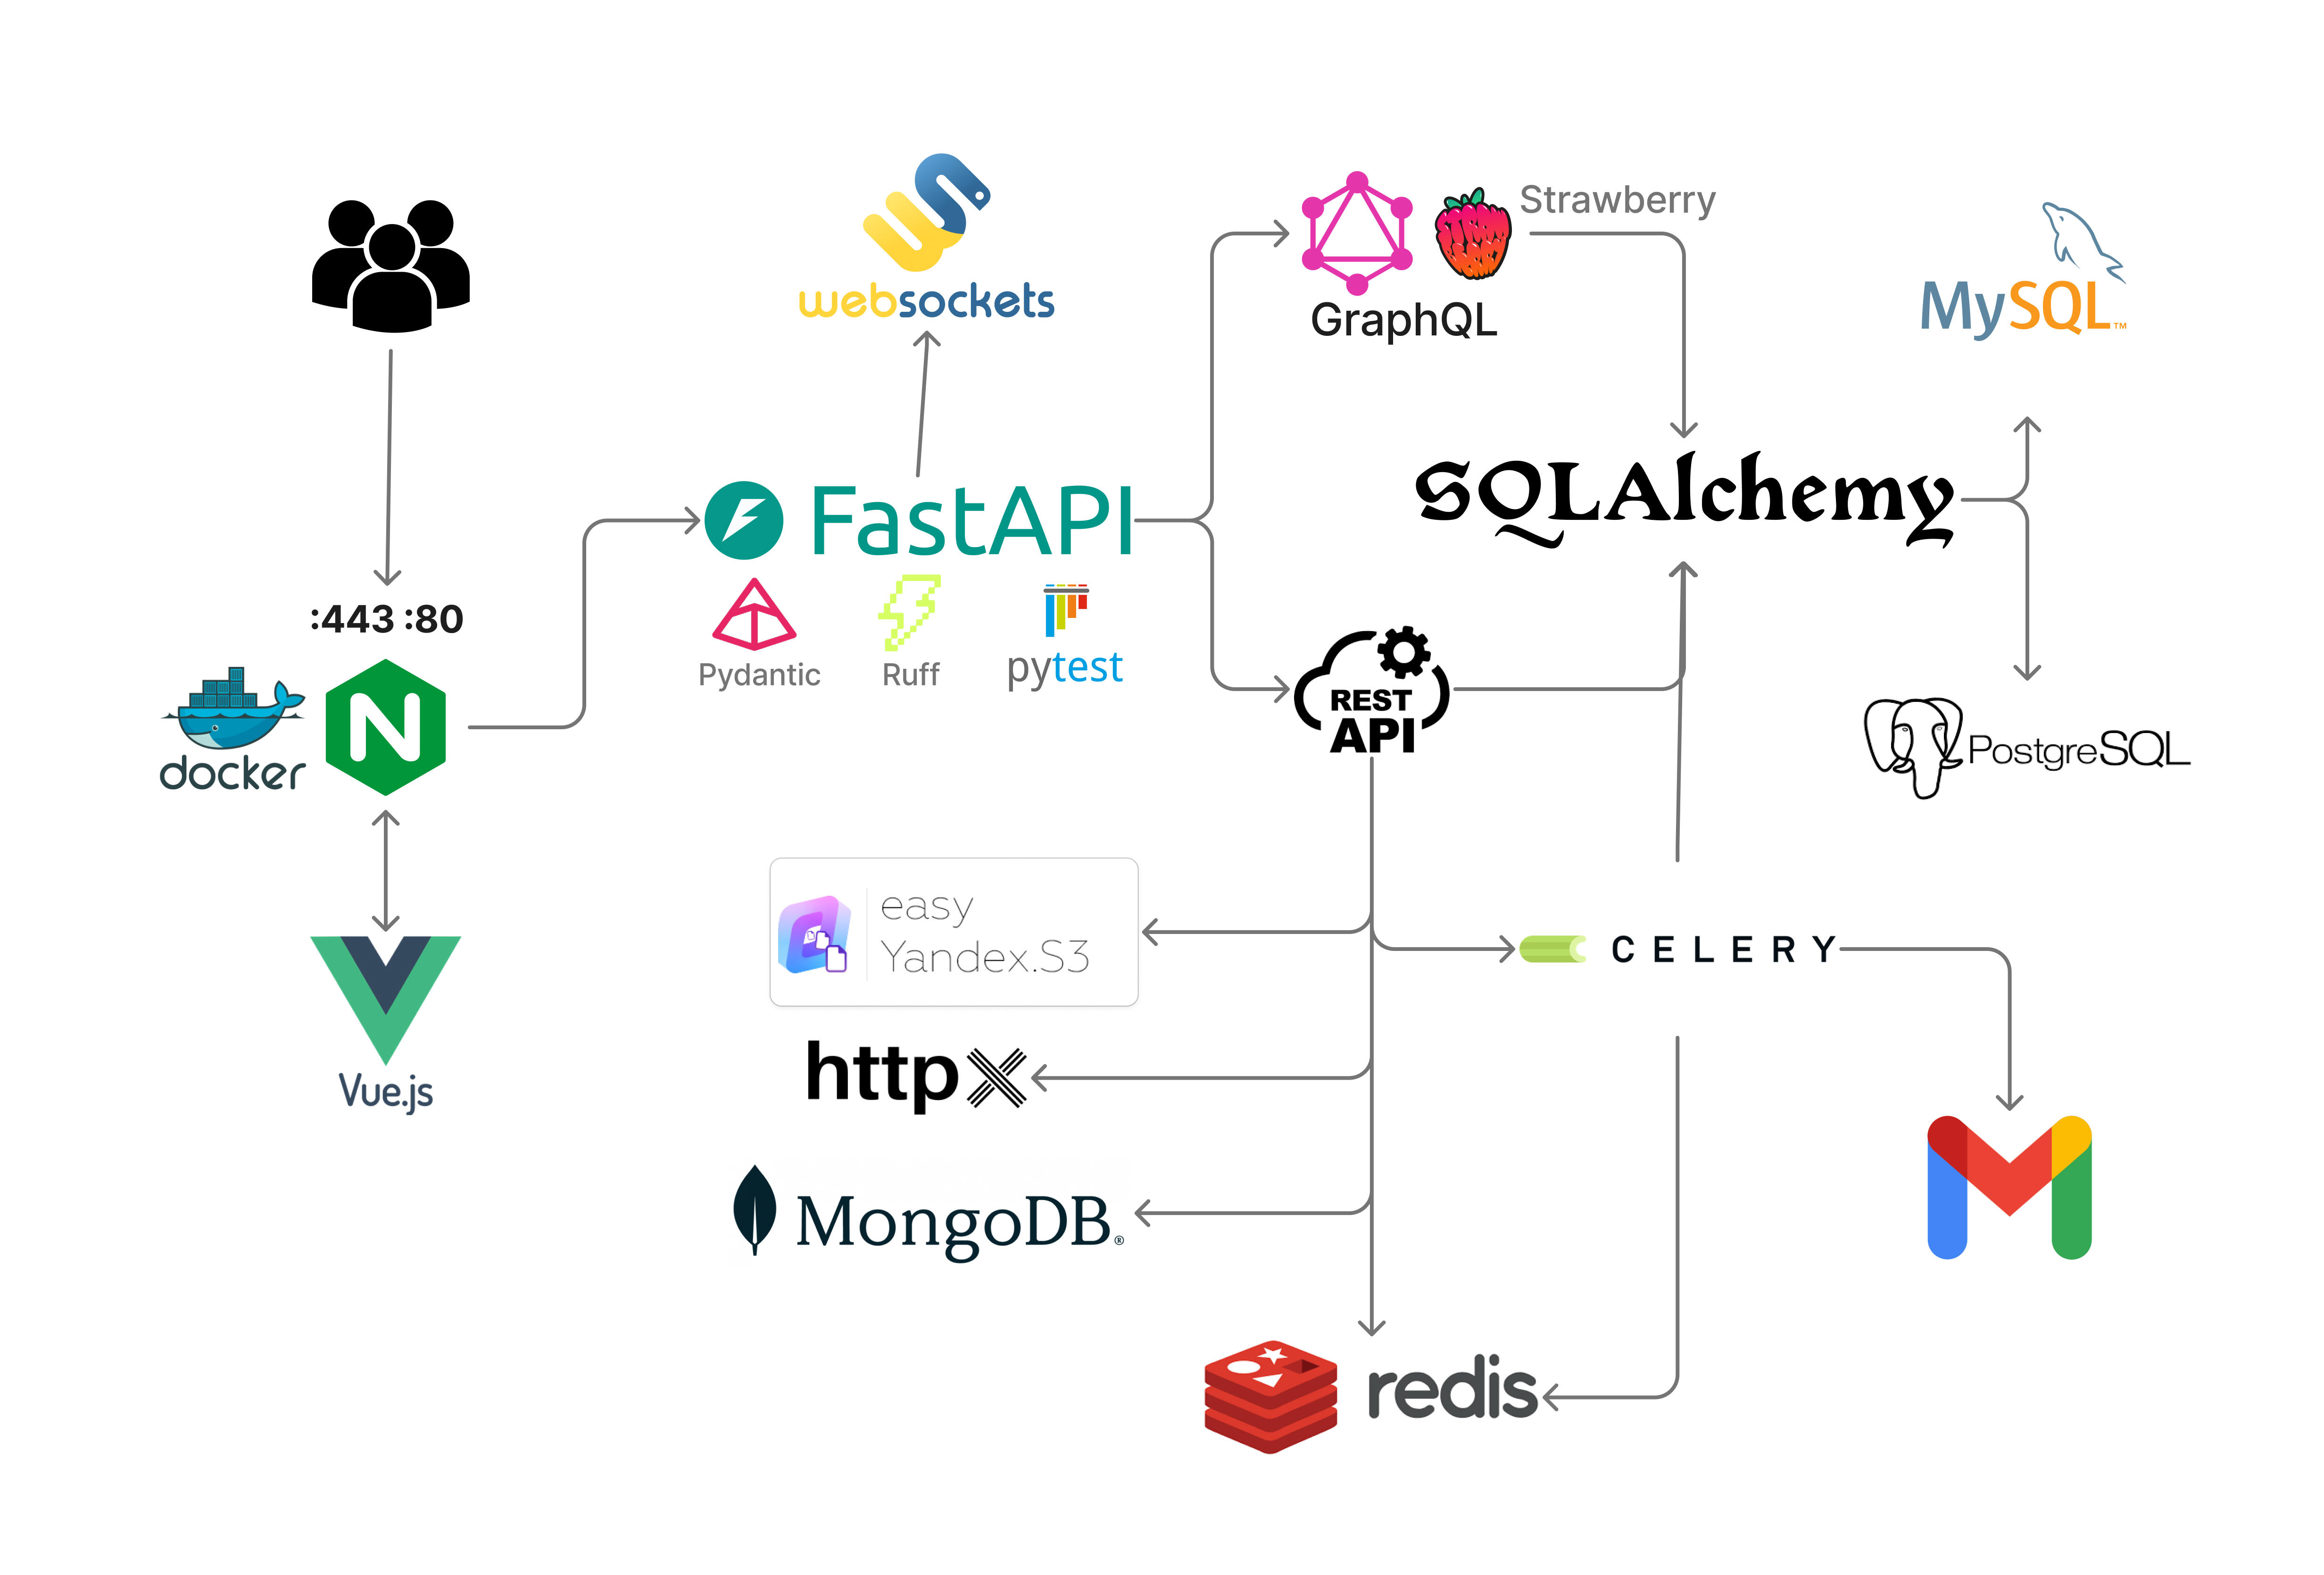 websockets
Strawberry
GraphQL
MySQL™
FastAPI
SQLAlchemy
:443 :80
Pydantic
Ruff
pytest
docker
REST
API
PostgreSQL
easy
Yandex.S3
CELERY
httpx
Vue.js
MongoDB®
redis